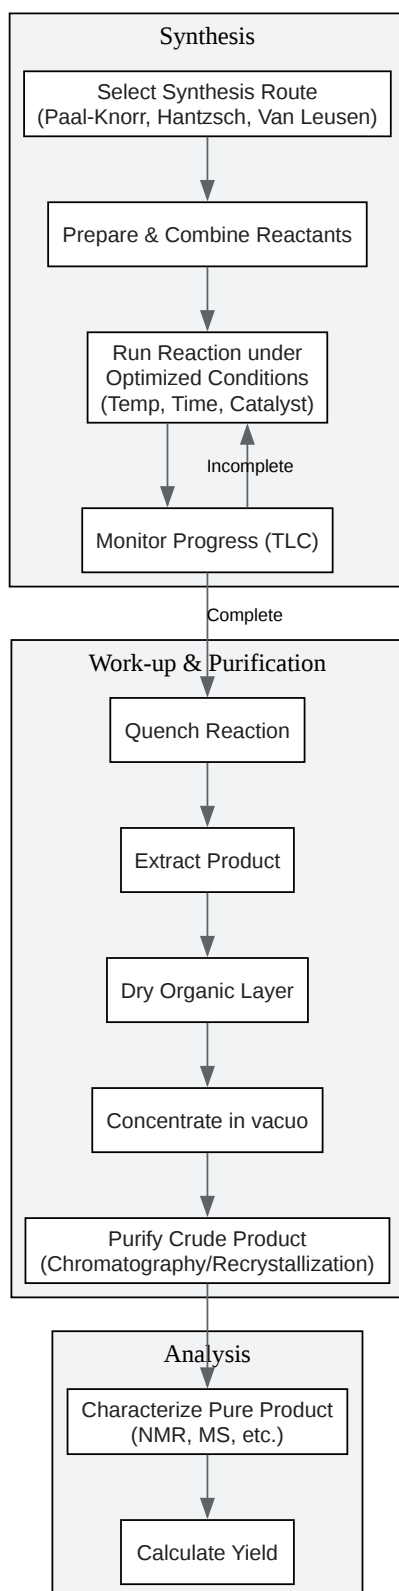 Synthesis
Select Synthesis Route
(Paal-Knorr, Hantzsch, Van Leusen)
Prepare & Combine Reactants
Run Reaction under
Optimized Conditions
(Temp, Time, Catalyst)
Incomplete
Monitor Progress (TLC)
Complete
Work-up & Purification
Quench Reaction
Extract Product
Dry Organic Layer
Concentrate in vacuo
Purify Crude Product
(Chromatography/Recrystallization)
Analysis
Characterize Pure Product
(NMR, MS, etc.)
Calculate Yield